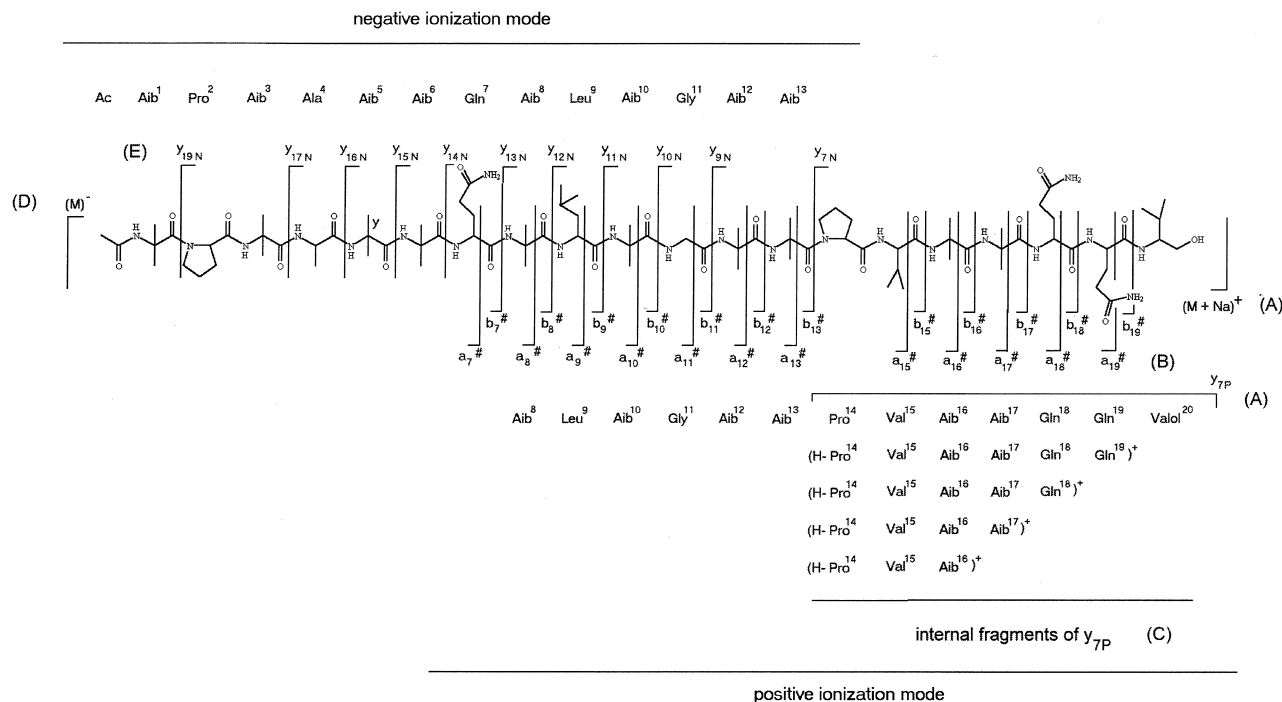 negative ionization mode
Ac Aib1 Pro2 Aib3 Ala4 Aib5 Aib6 Gln7 Aib8 Leu9 Aib10 Gly11 Aib12 Aib13
(E) y19 N y17 N y16 N y15 N y14 N y13 N y12 N y11 N y10 N y9 N y7 N
(D) (M)-
y
(M + Na)+ (A)
b7# b8# b9# b10# b11# b12# b13# b15# b16# b17# b18# b19#
a7# a8# a9# a10# a11# a12# a13# a15# a16# a17# a18# a19#
(B)
y7P
(A)
Aib8 Leu9 Aib10 Gly11 Aib12 Aib13 Pro14 Val15 Aib16 Aib17 Gln18 Gln19 Valol20
(H- Pro14 Val15 Aib16 Aib17 Gln18 Gln19)+
(H- Pro14 Val15 Aib16 Aib17 Gln18)+
(H- Pro14 Val15 Aib16 Aib17)+
(H- Pro14 Val15 Aib16)+
internal fragments of y7P (C)
positive ionization mode